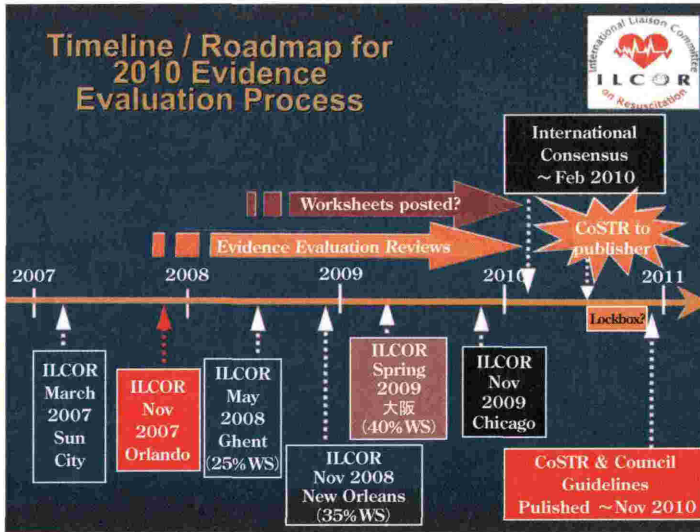 Timeline / Roadmap for
2010 Evidence
Evaluation Process
International Liaison Committee
ILCOR
on Resuscitation
International
Consensus
~Feb 2010
Worksheets posted?
CoSTR to
publisher
Evidence Evaluation Reviews
2007
2008
2009
2010
2011
Lockbox?
ILCOR
March
2007
Sun
City
ILCOR
Nov
2007
Orlando
ILCOR
May
2008
Ghent
(25%WS)
ILCOR
Nov 2008
New Orleans
(35%WS)
ILCOR
Spring
2009
大阪
(40%WS)
ILCOR
Nov
2009
Chicago
CoSTR & Council
Guidelines
Pulished ~Nov 2010